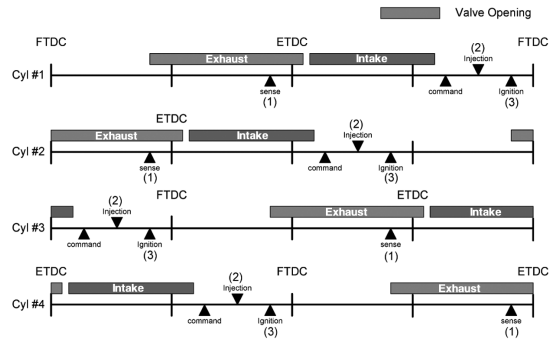 Valve Opening
FTDC ETDC FTDC
Exhaust Intake (2)
Injection
Cyl #1
sense command Ignition
(1) (3)
ETDC (2)
Exhaust Intake Injection
Cyl #2
sense command Ignition
(1) (3)
(2) FTDC ETDC
Injection Exhaust Intake
Cyl #3
command Ignition sense
(3) (1)
ETDC (2) FTDC ETDC
Intake Injection Exhaust
Cyl #4
command Ignition sense
(3) (1)